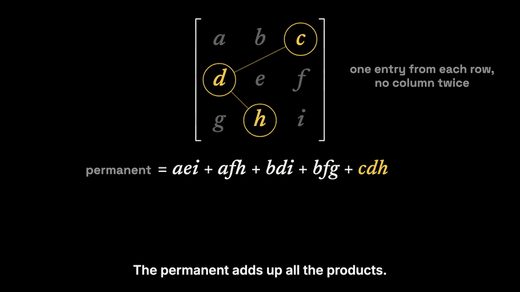 a b c
d e f
g h i
one entry from each row,
no column twice
permanent = aei + afh + bdi + bfg + cdh
The permanent adds up all the products.